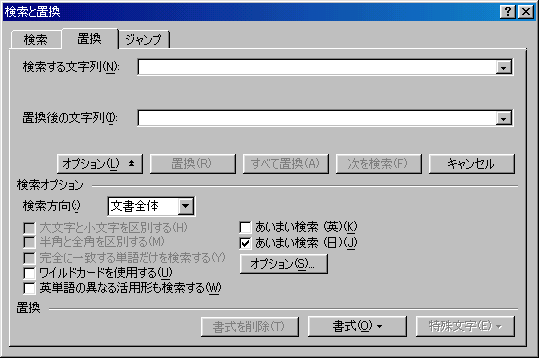 検索と置換
検索 置換 ジャンプ
検索する文字列(N):
置換後の文字列(I):
オプション(L) 置換(R) すべて置換(A) 次を検索(F) キャンセル
検索オプション
検索方向(:) 文書全体
大文字と小文字を区別する(H) あいまい検索 (英)(K)
半角と全角を区別する(M) あいまい検索 (日)(J)
完全に一致する単語だけを検索する(Y) オプション(S)...
ワイルドカードを使用する(U)
英単語の異なる活用形も検索する(W)
置換
書式を削除(T) 書式(O) 特殊文字(E)